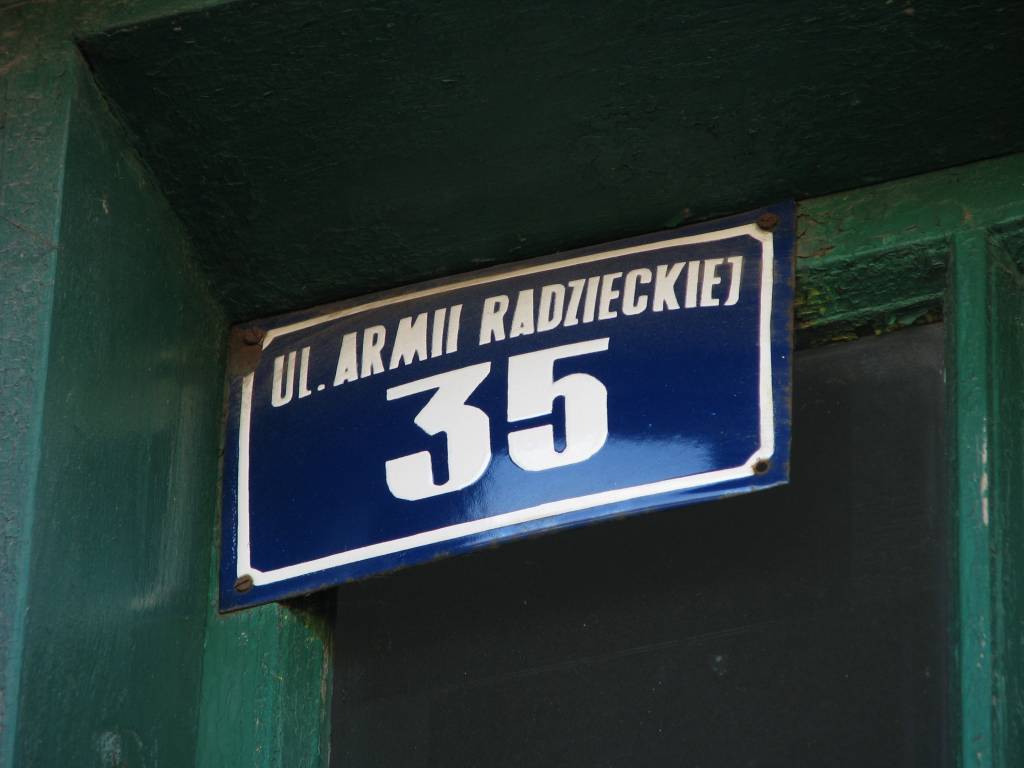 UL. ARMII RADZIECKIEJ
35